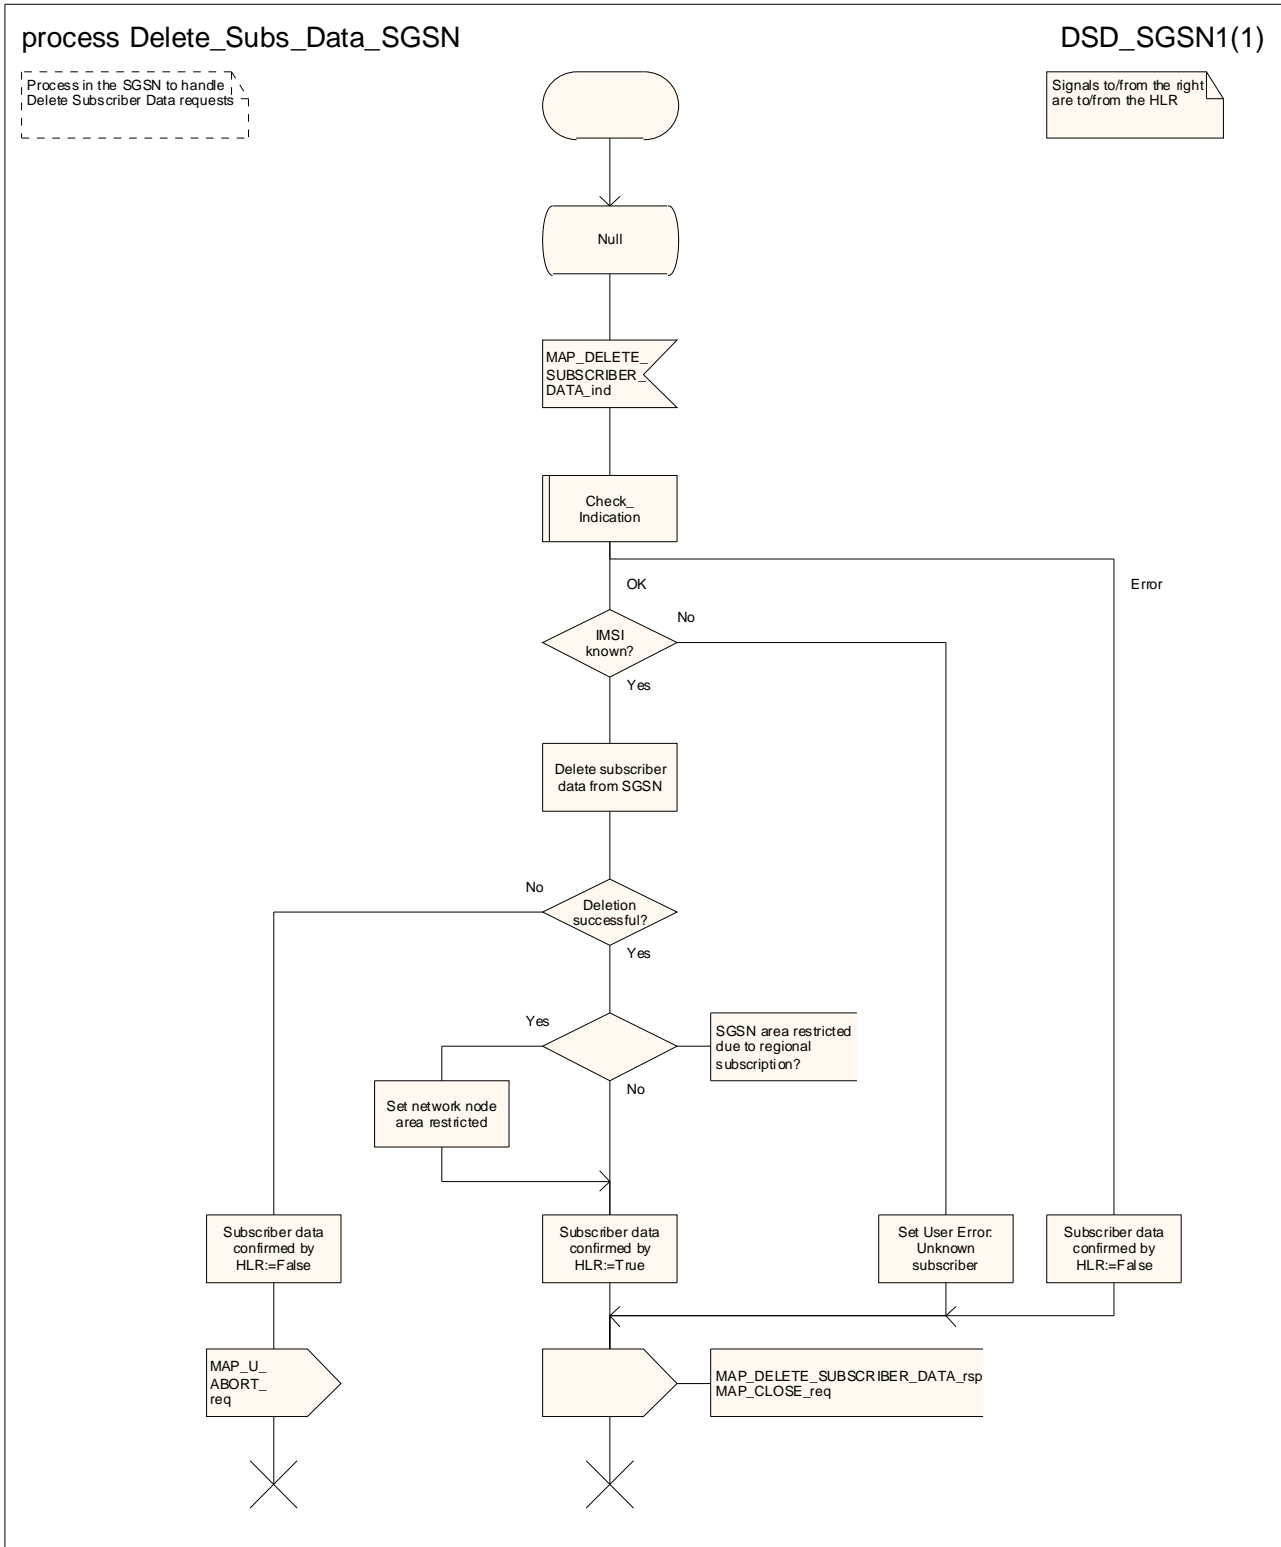 process Delete_Subs_Data_SGSN
DSD_SGSN1(1)
Process in the SGSN to handle
Delete Subscriber Data requests
Signals to/from the right
are to/from the HLR
Null
MAP_DELETE_
SUBSCRIBER_
DATA_ind
Check_
Indication
OK
Error
IMSI
known?
No
Yes
Delete subscriber
data from SGSN
No
Deletion
successful?
Yes
Yes
SGSN area restricted
due to regional
subscription?
No
Set network node
area restricted
Subscriber data
confirmed by
HLR:=False
Subscriber data
confirmed by
HLR:=True
Set User Error:
Unknown
subscriber
Subscriber data
confirmed by
HLR:=False
MAP_U_
ABORT_
req
MAP_DELETE_SUBSCRIBER_DATA_rsp
MAP_CLOSE_req